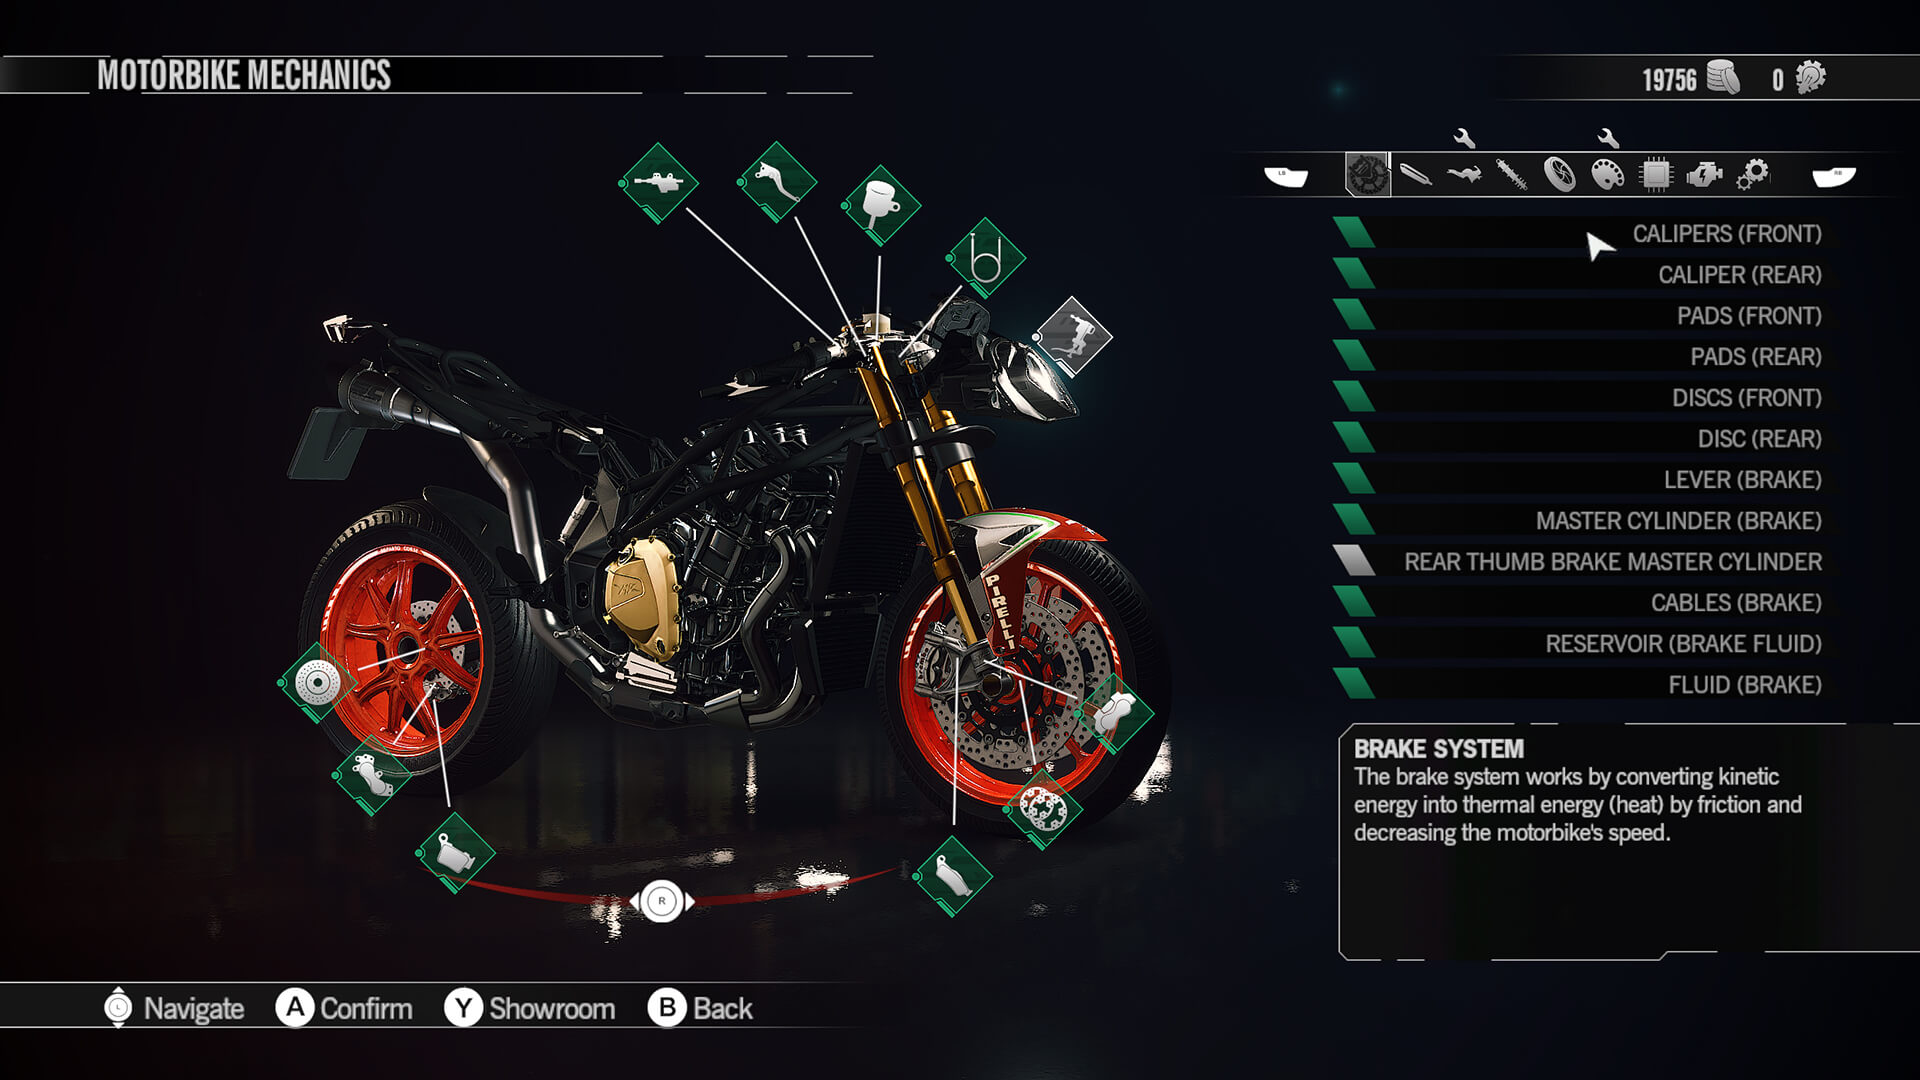 MOTORBIKE MECHANICS
19756 0
LB
RB
CALIPERS (FRONT)
CALIPER (REAR)
PADS (FRONT)
PADS (REAR)
DISCS (FRONT)
DISC (REAR)
LEVER (BRAKE)
MASTER CYLINDER (BRAKE)
REAR THUMB BRAKE MASTER CYLINDER
CABLES (BRAKE)
RESERVOIR (BRAKE FLUID)
FLUID (BRAKE)
PIRELLI
BRAKE SYSTEM
The brake system works by converting kinetic
energy into thermal energy (heat) by friction and
decreasing the motorbike's speed.
R
L Navigate A Confirm Y Showroom B Back